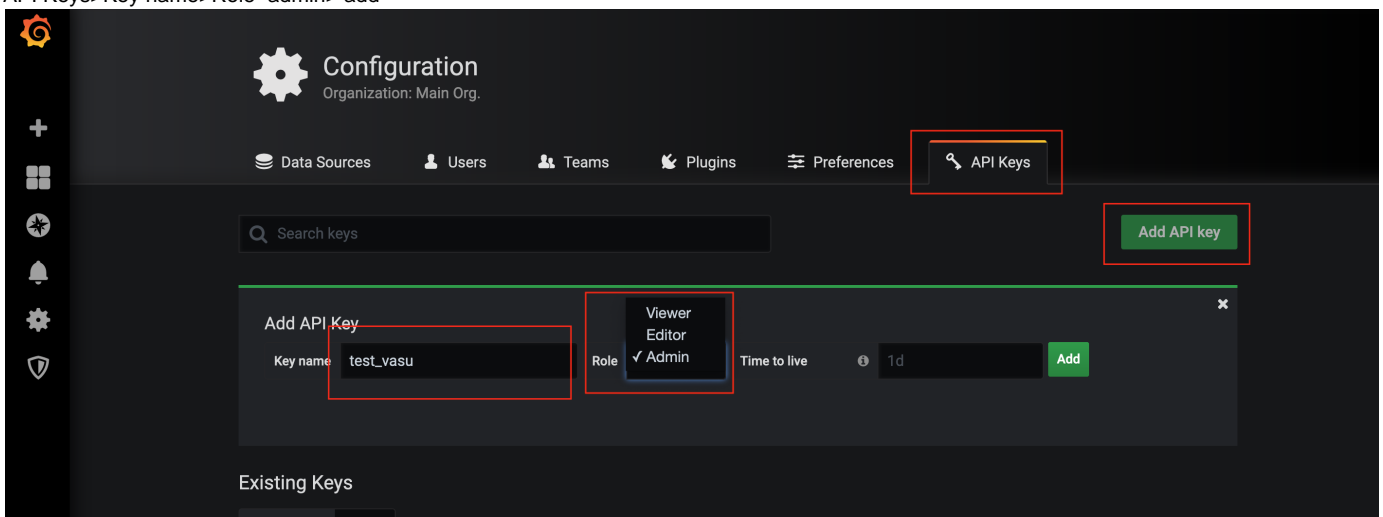 API Keys> Key name> Role-admin> add
Configuration
Organization: Main Org.
Data Sources
Users
Teams
Plugins
Preferences
API Keys
Search keys
Add API key
Add API Key
Key name
test_vasu
Role
Viewer
Editor
✓ Admin
Time to live
1d
Add
Existing Keys